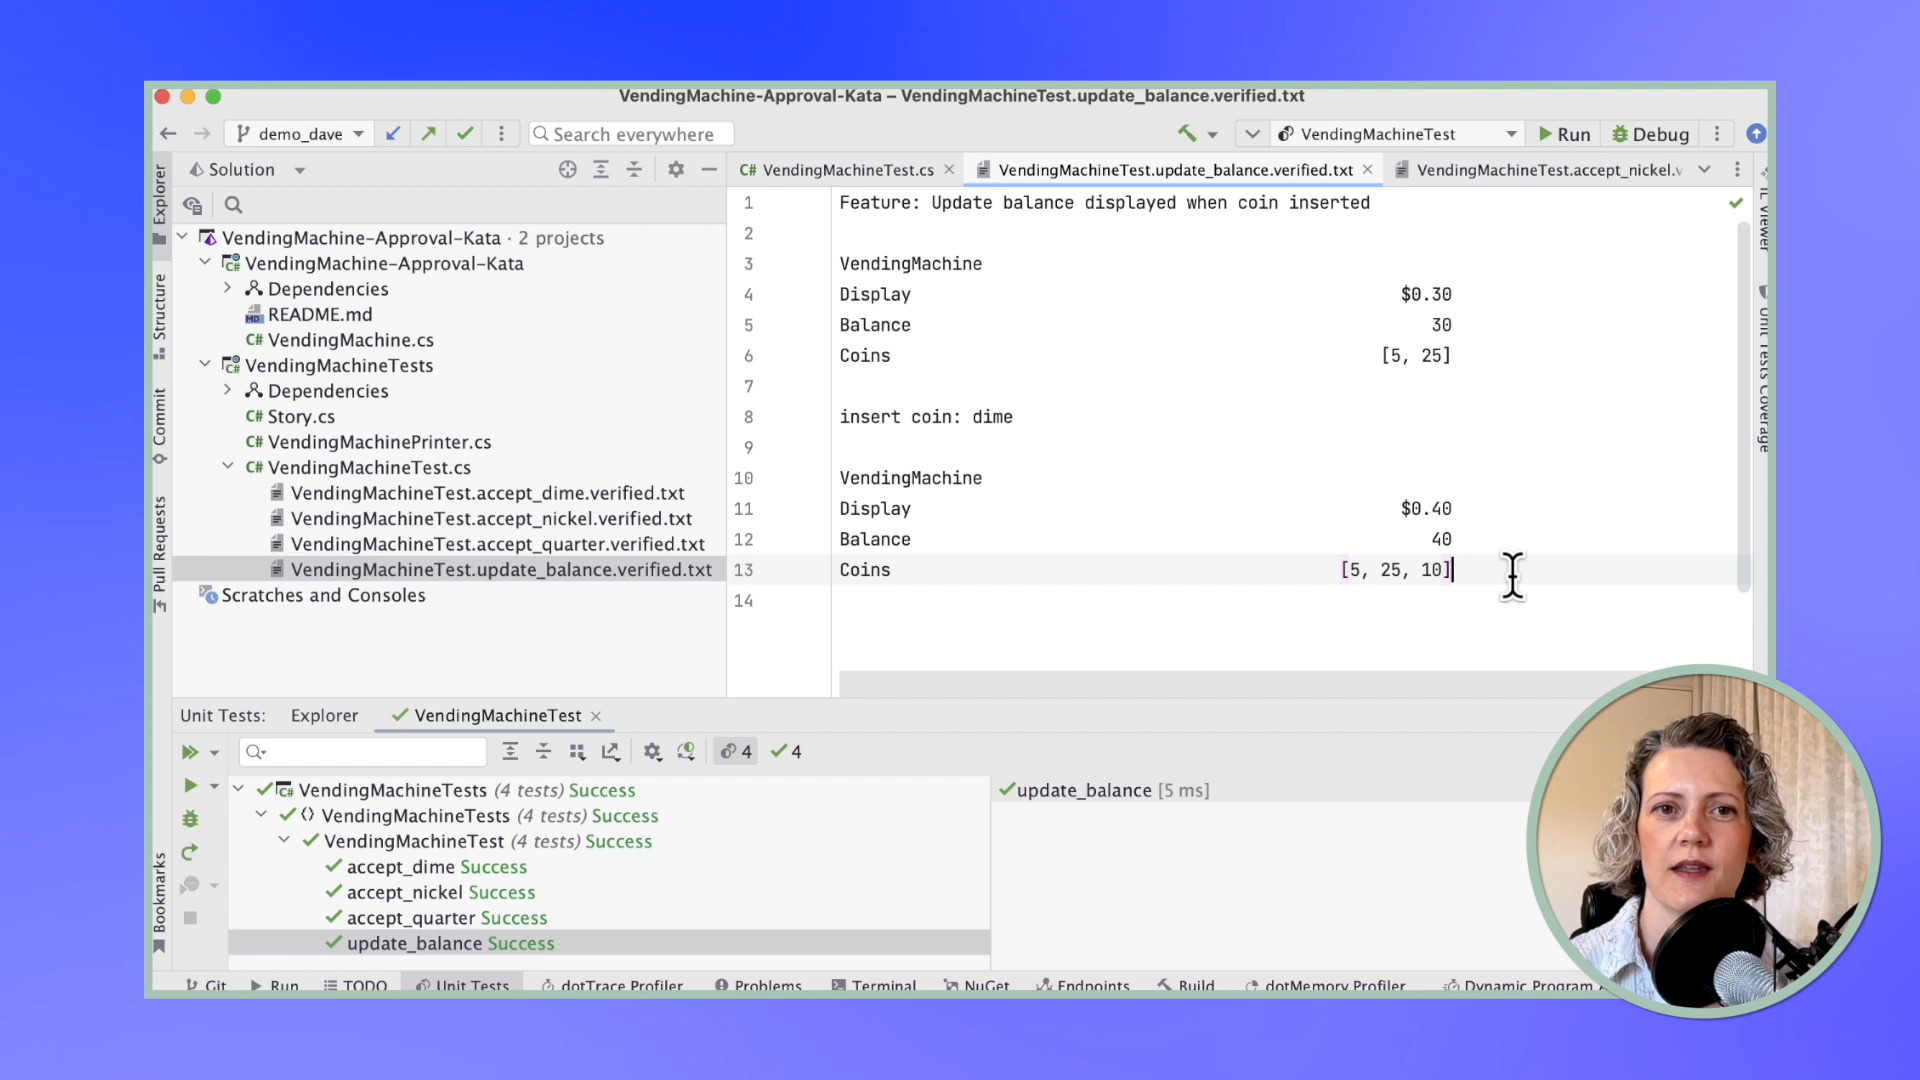 VendingMachine-Approval-Kata – VendingMachineTest.update_balance.verified.txt
demo_dave
Search everywhere
VendingMachineTest
Run
Debug
Solution
C# VendingMachineTest.cs
VendingMachineTest.update_balance.verified.txt
VendingMachineTest.accept_nickel.v
Explorer
Structure
Commit
Pull Requests
Bookmarks
VendingMachine-Approval-Kata · 2 projects
C# VendingMachine-Approval-Kata
Dependencies
MD README.md
C# VendingMachine.cs
C# VendingMachineTests
Dependencies
C# Story.cs
C# VendingMachinePrinter.cs
C# VendingMachineTest.cs
VendingMachineTest.accept_dime.verified.txt
VendingMachineTest.accept_nickel.verified.txt
VendingMachineTest.accept_quarter.verified.txt
VendingMachineTest.update_balance.verified.txt
Scratches and Consoles
1 Feature: Update balance displayed when coin inserted
2
3 VendingMachine
4 Display $0.30
5 Balance 30
6 Coins [5, 25]
7
8 insert coin: dime
9
10 VendingMachine
11 Display $0.40
12 Balance 40
13 Coins [5, 25, 10]
14
IL Viewer
Unit Tests Coverage
Unit Tests:
Explorer
VendingMachineTest
4
4
VendingMachineTests (4 tests) Success
VendingMachineTests (4 tests) Success
VendingMachineTest (4 tests) Success
accept_dime Success
accept_nickel Success
accept_quarter Success
update_balance Success
update_balance [5 ms]
Git
Run
TODO
Unit Tests
dotTrace Profiler
Problems
Terminal
NuGet
Endpoints
Build
dotMemory Profiler
Dynamic Program A